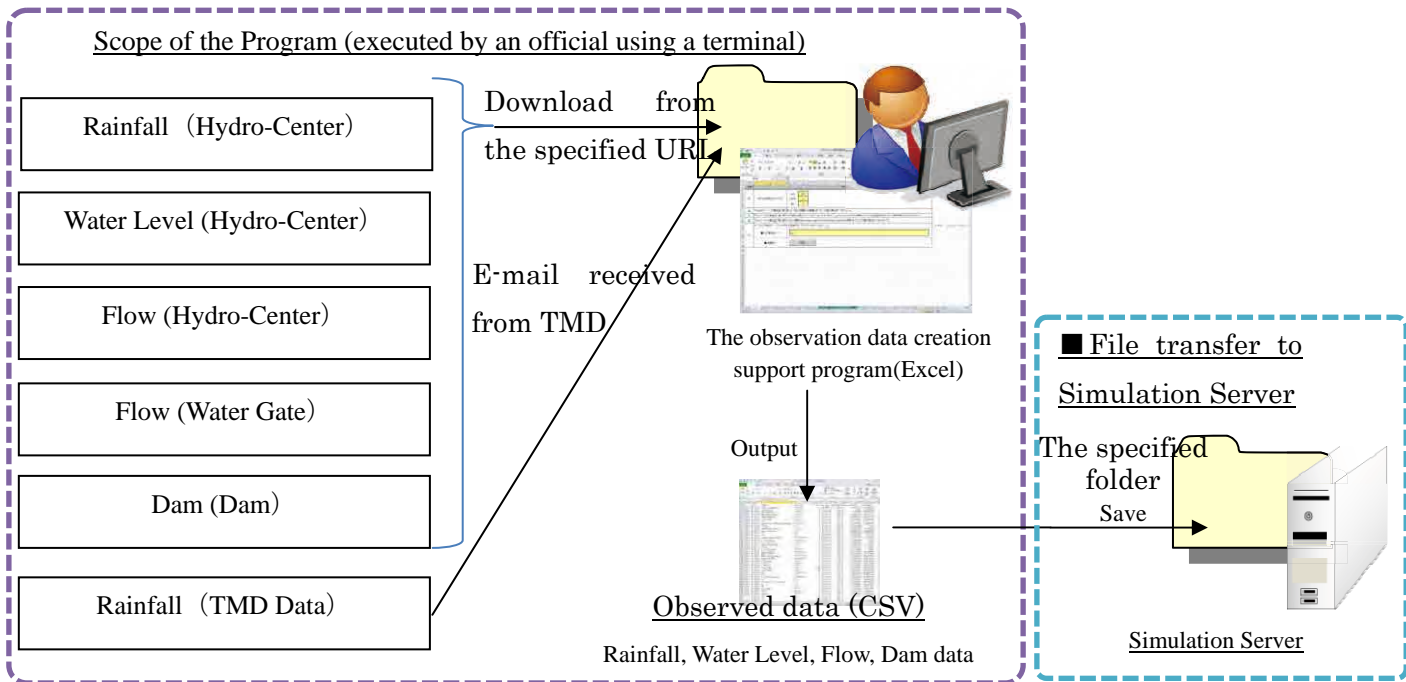 Scope of the Program (executed by an official using a terminal)
Rainfall（Hydro-Center）
Water Level (Hydro-Center）
Flow (Hydro-Center）
Flow (Water Gate）
Dam (Dam）
Rainfall（TMD Data）
Download from
the specified URL
E-mail received
from TMD
The observation data creation
support program(Excel)
Output
Observed data (CSV)
Rainfall, Water Level, Flow, Dam data
■File transfer to
Simulation Server
The specified
folder
Save
Simulation Server